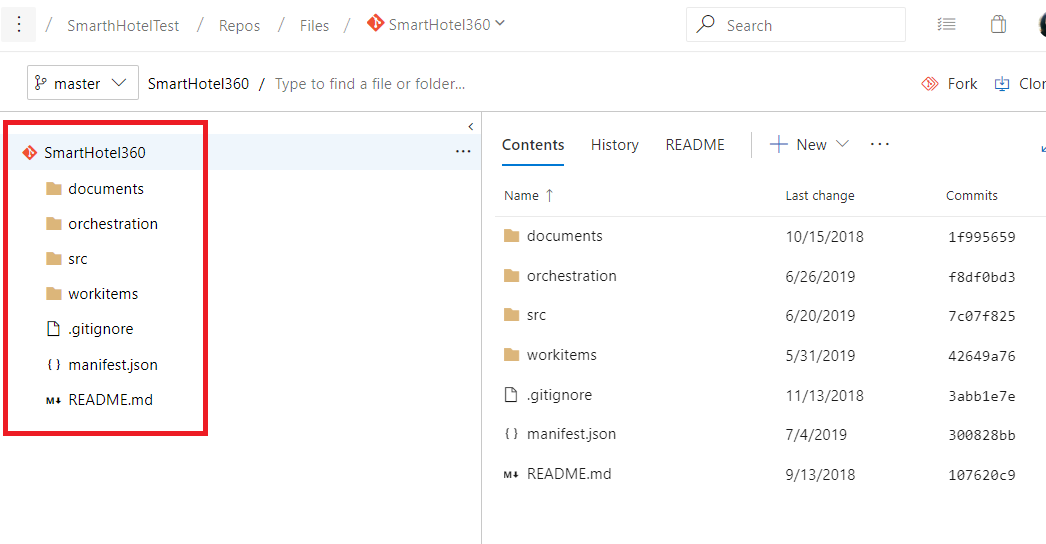 / SmarthHotelTest / Repos / Files / SmartHotel360 Search
master SmartHotel360 / Type to find a file or folder... Fork Clor
SmartHotel360
documents
orchestration
src
workitems
.gitignore
{ } manifest.json
M↓ README.md
Contents History README + New ...
Name ↑ Last change Commits
documents 10/15/2018 1f995659
orchestration 6/26/2019 f8df0bd3
src 6/20/2019 7c07f825
workitems 5/31/2019 42649a76
.gitignore 11/13/2018 3abb1e7e
{ } manifest.json 7/4/2019 300828bb
M↓ README.md 9/13/2018 107620c9